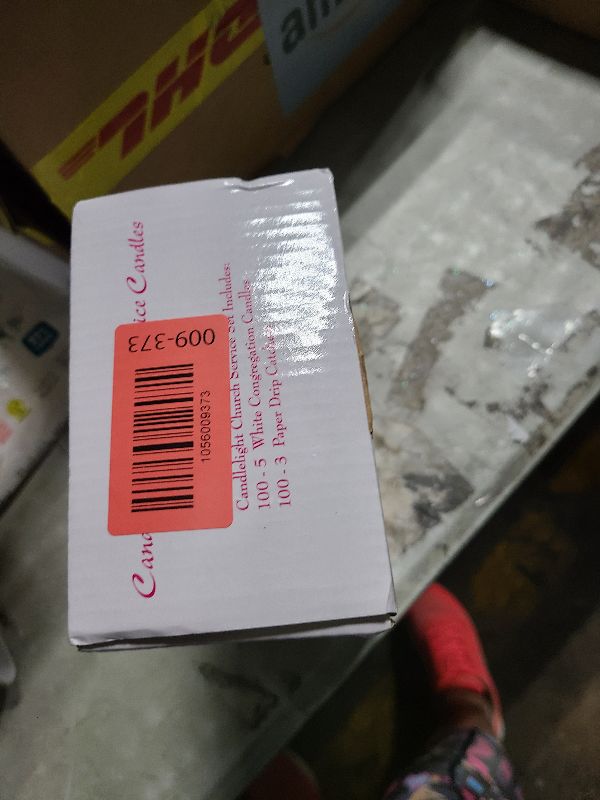 DHL
Cand
ice Candles
009-373
1056009373
Candlelight Church Service Set Includes:
100 - 5 White Congregation Candles
100 - 3 Paper Drip Catchers